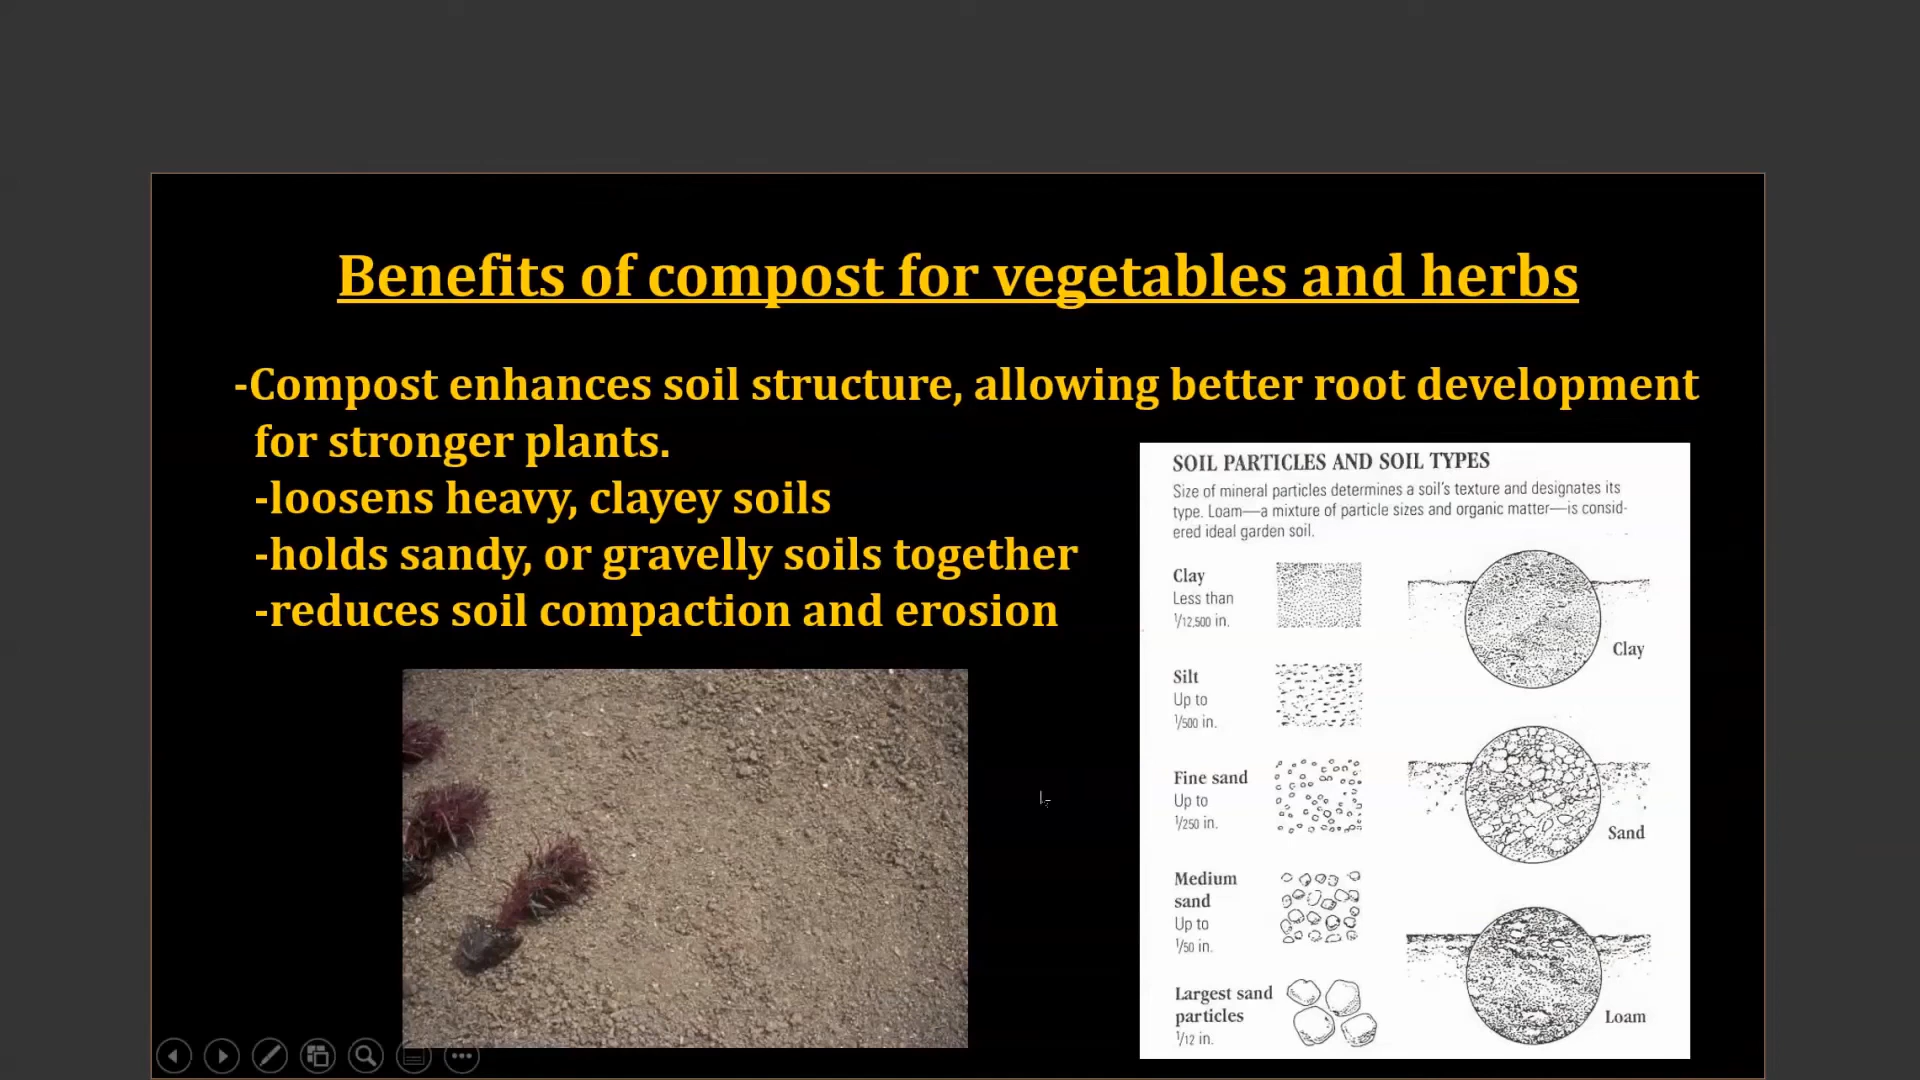 Benefits of compost for vegetables and herbs
-Compost enhances soil structure, allowing better root development
for stronger plants.
-loosens heavy, clayey soils
-holds sandy, or gravelly soils together
-reduces soil compaction and erosion
SOIL PARTICLES AND SOIL TYPES
Size of mineral particles determines a soil's texture and designates its
type. Loam—a mixture of particle sizes and organic matter—is consid-
ered ideal garden soil.
Clay
Less than
1/12,500 in.
Clay
Silt
Up to
1/500 in.
Fine sand
Up to
1/250 in.
Sand
Medium
sand
Up to
1/50 in.
Largest sand
particles
1/12 in.
Loam